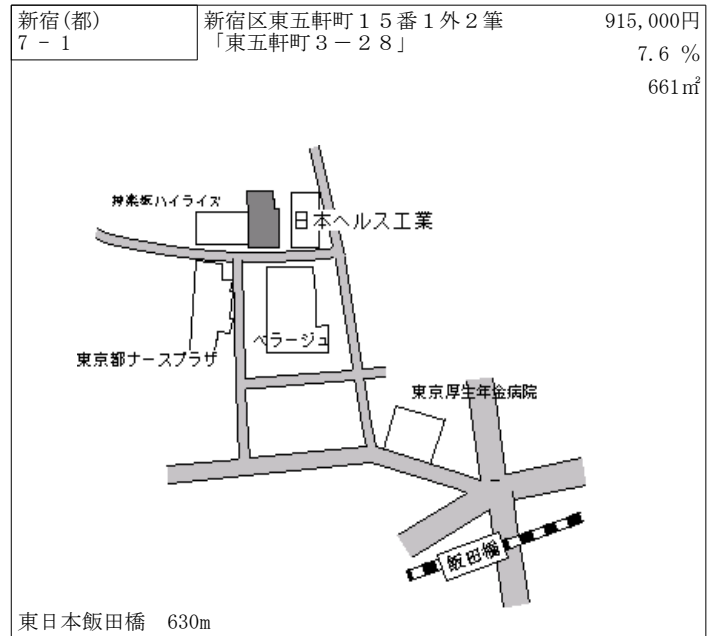 新宿(都)
7 - 1
新宿区東五軒町１５番１外２筆
「東五軒町３－２８」
915,000円
7.6 %
661㎡
神楽坂ハイライズ
日本ヘルス工業
東京都ナースプラザ
ベラージュ
東京厚生年金病院
飯田橋
東日本飯田橋 630m